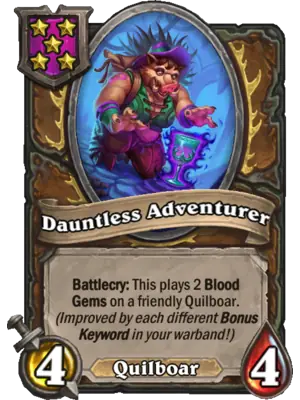 Dauntless Adventurer
Battlecry: This plays 2 Blood
Gems on a friendly Quilboar.
(Improved by each different Bonus
Keyword in your warband!)
4
Quilboar
4